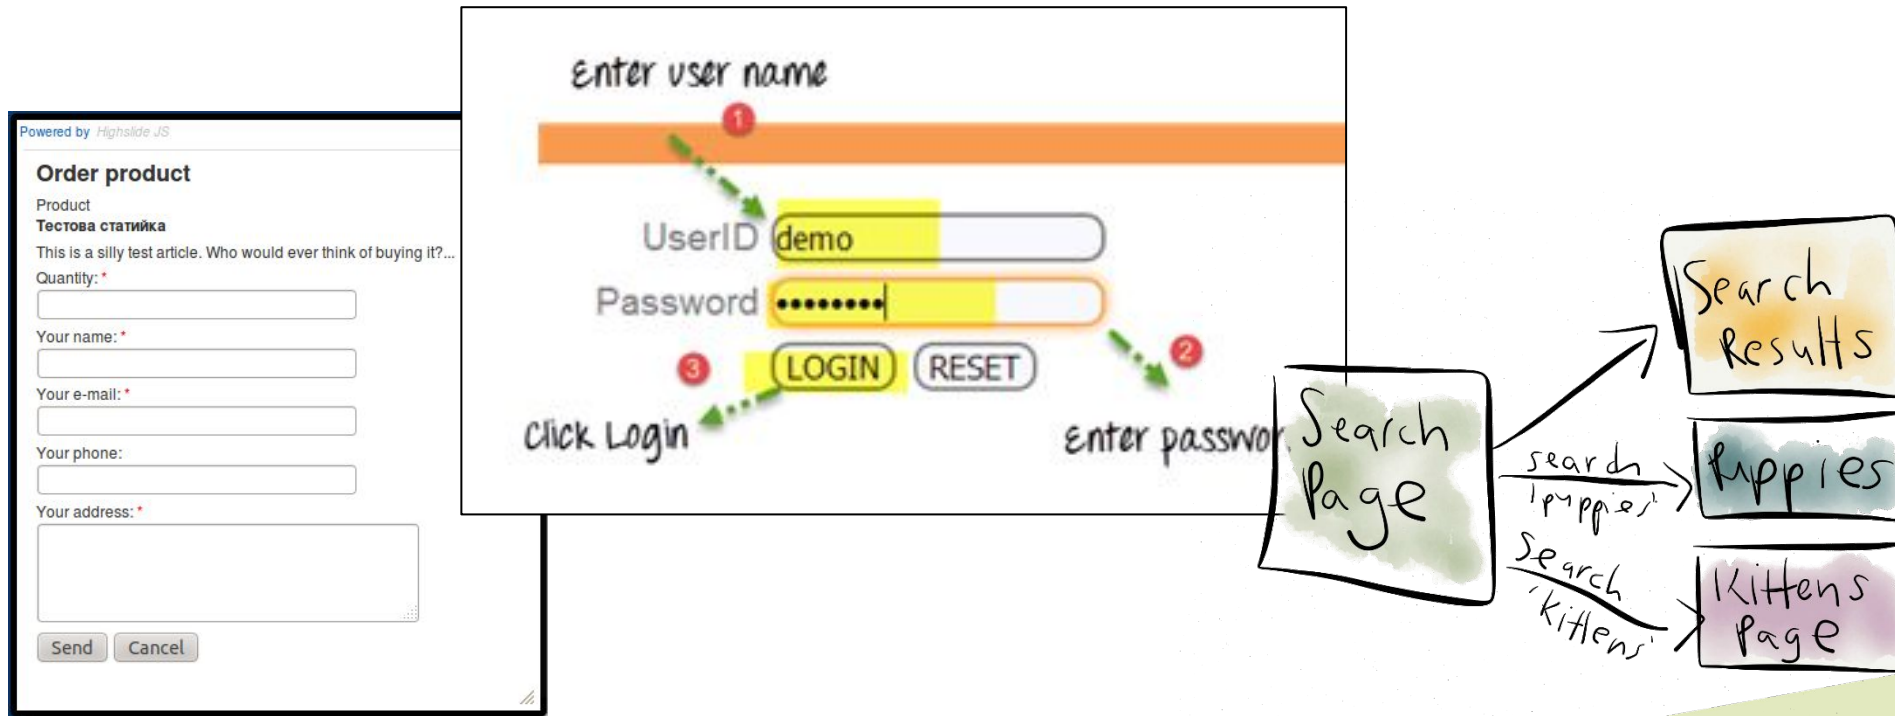 Powered by Highslide JS
Order product
Product
Тестова статийка
This is a silly test article. Who would ever think of buying it?...
Quantity: *
Your name: *
Your e-mail: *
Your phone:
Your address: *
Send Cancel
Enter user name
1
UserID demo
Password ••••••••
2
3 LOGIN RESET
Click Login
Enter passwor
Search
Page
Search
Results
search
'puppies'
Puppies
Search
'kittens'
Kittens
Page